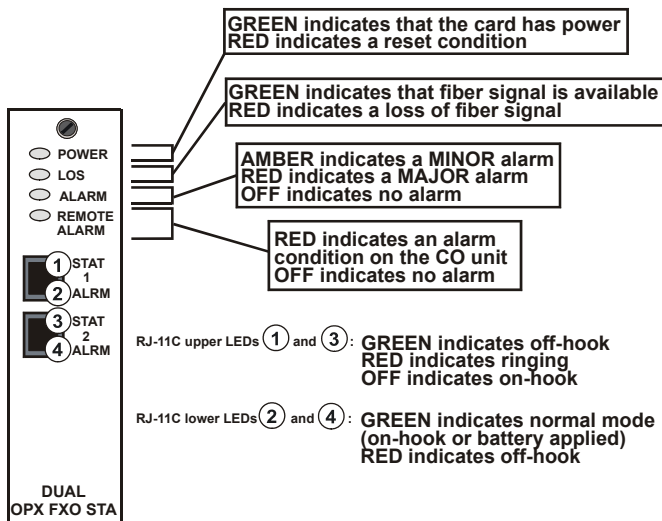 GREEN indicates that the card has power
RED indicates a reset condition
GREEN indicates that fiber signal is available
RED indicates a loss of fiber signal
AMBER indicates a MINOR alarm
RED indicates a MAJOR alarm
OFF indicates no alarm
RED indicates an alarm
condition on the CO unit
OFF indicates no alarm
POWER
LOS
ALARM
REMOTE
ALARM
1 STAT
1
2 ALRM
3 STAT
2
4 ALRM
RJ-11C upper LEDs 1 and 3 : GREEN indicates off-hook
RED indicates ringing
OFF indicates on-hook
RJ-11C lower LEDs 2 and 4 : GREEN indicates normal mode
(on-hook or battery applied)
RED indicates off-hook
DUAL
OPX FXO STA